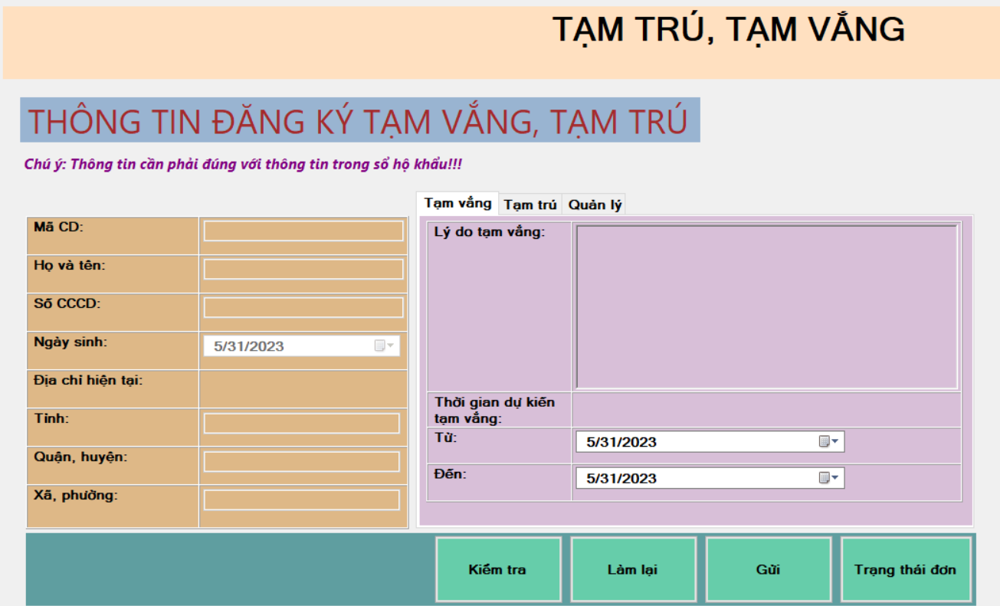 TẠM TRÚ, TẠM VẮNG
THÔNG TIN ĐĂNG KÝ TẠM VẮNG, TẠM TRÚ
Chú ý: Thông tin cần phải đúng với thông tin trong sổ hộ khẩu!!!
Mã CD:
Họ và tên:
Số CCCD:
Ngày sinh:
5/31/2023
Địa chỉ hiện tại:
Tỉnh:
Quận, huyện:
Xã, phường:
Tạm vắng
Tạm trú
Quản lý
Lý do tạm vắng:
Thời gian dự kiến
tạm vắng:
Từ:
5/31/2023
Đến:
5/31/2023
Kiểm tra
Làm lại
Gửi
Trạng thái đơn